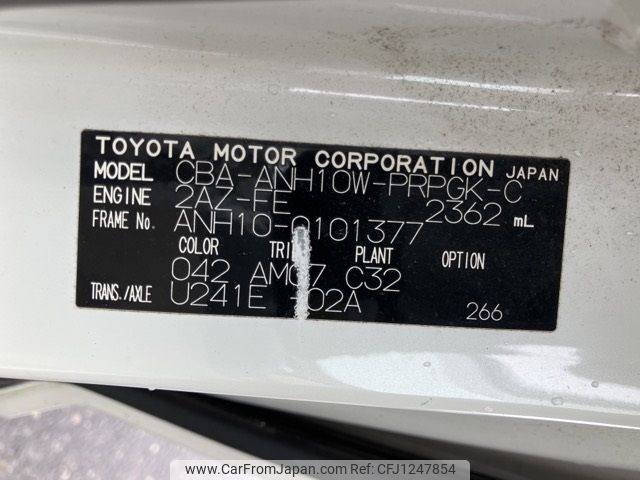 TOYOTA MOTOR CORPORATION JAPAN
MODEL CBA-ANH10W-PRPGK-C
ENGINE 2AZ-FE 2362 mL
FRAME No. ANH10-0101377
COLOR TRIM PLANT OPTION
042 AM07 C32
TRANS./AXLE U241E -02A 266
www.CarFromJapan.com - CFJ1247854